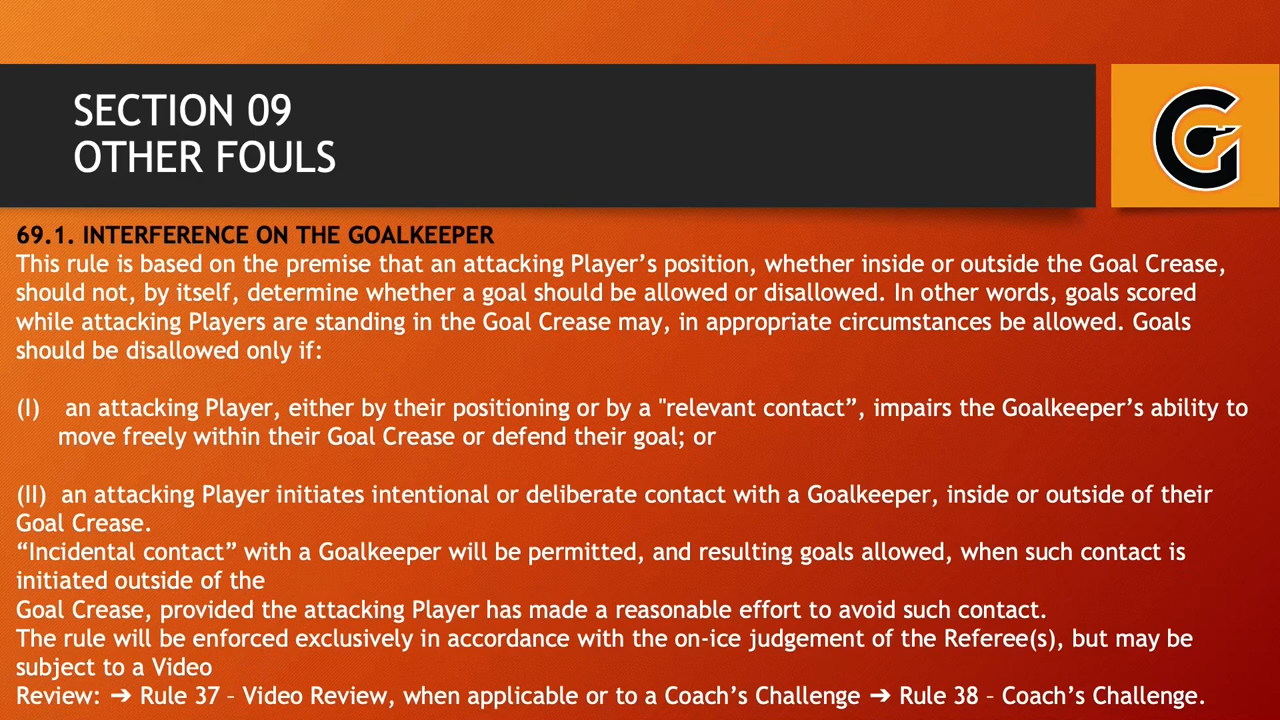 SECTION 09
OTHER FOULS
69.1. INTERFERENCE ON THE GOALKEEPER
This rule is based on the premise that an attacking Player’s position, whether inside or outside the Goal Crease,
should not, by itself, determine whether a goal should be allowed or disallowed. In other words, goals scored
while attacking Players are standing in the Goal Crease may, in appropriate circumstances be allowed. Goals
should be disallowed only if:
(I) an attacking Player, either by their positioning or by a "relevant contact”, impairs the Goalkeeper’s ability to
move freely within their Goal Crease or defend their goal; or
(II) an attacking Player initiates intentional or deliberate contact with a Goalkeeper, inside or outside of their
Goal Crease.
“Incidental contact” with a Goalkeeper will be permitted, and resulting goals allowed, when such contact is
initiated outside of the
Goal Crease, provided the attacking Player has made a reasonable effort to avoid such contact.
The rule will be enforced exclusively in accordance with the on-ice judgement of the Referee(s), but may be
subject to a Video
Review: ➔ Rule 37 – Video Review, when applicable or to a Coach’s Challenge ➔ Rule 38 – Coach’s Challenge.